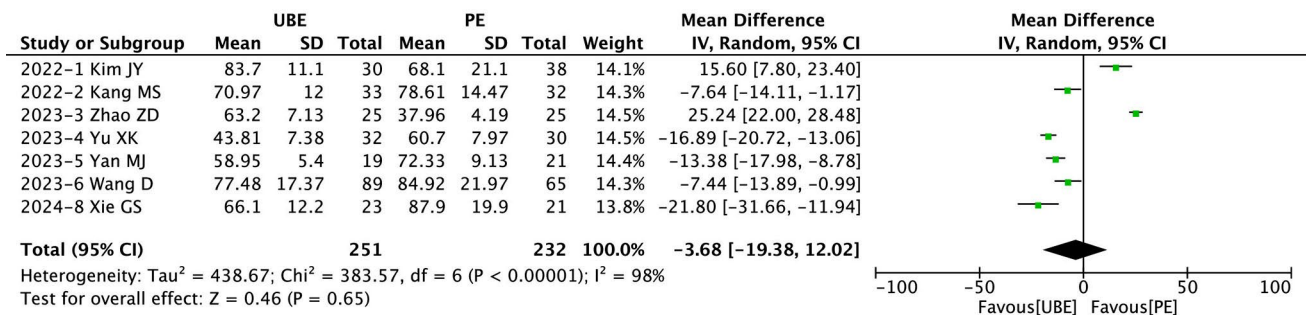 UBE PE Mean Difference Mean Difference
Study or Subgroup Mean SD Total Mean SD Total Weight IV, Random, 95% CI IV, Random, 95% CI
2022-1 Kim JY 83.7 11.1 30 68.1 21.1 38 14.1% 15.60 [7.80, 23.40]
2022-2 Kang MS 70.97 12 33 78.61 14.47 32 14.3% -7.64 [-14.11, -1.17]
2023-3 Zhao ZD 63.2 7.13 25 37.96 4.19 25 14.5% 25.24 [22.00, 28.48]
2023-4 Yu XK 43.81 7.38 32 60.7 7.97 30 14.5% -16.89 [-20.72, -13.06]
2023-5 Yan MJ 58.95 5.4 19 72.33 9.13 21 14.4% -13.38 [-17.98, -8.78]
2023-6 Wang D 77.48 17.37 89 84.92 21.97 65 14.3% -7.44 [-13.89, -0.99]
2024-8 Xie GS 66.1 12.2 23 87.9 19.9 21 13.8% -21.80 [-31.66, -11.94]
Total (95% CI) 251 232 100.0% -3.68 [-19.38, 12.02]
Heterogeneity: Tau² = 438.67; Chi² = 383.57, df = 6 (P < 0.00001); I² = 98%
Test for overall effect: Z = 0.46 (P = 0.65)
-100 -50 0 50 100
Favous[UBE] Favous[PE]